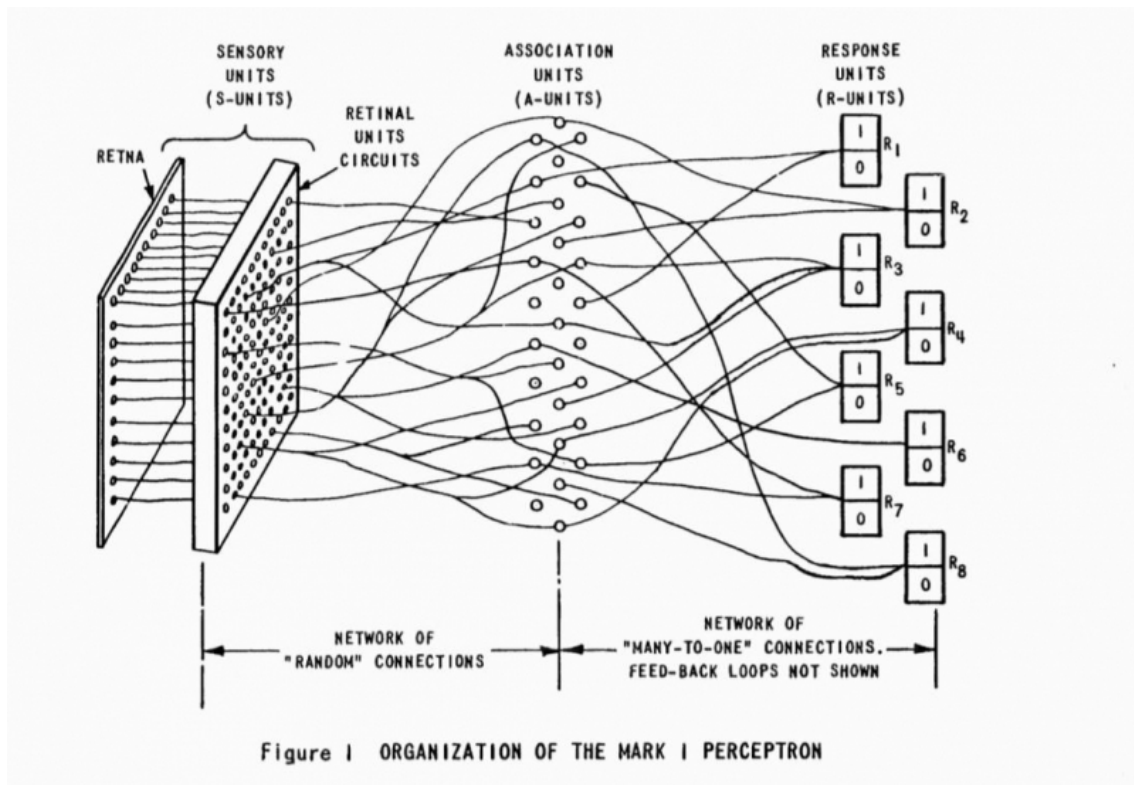 SENSORY
UNITS
(S-UNITS)
ASSOCIATION
UNITS
(A-UNITS)
RESPONSE
UNITS
(R-UNITS)
RETINAL
UNITS
CIRCUITS
RETNA
1
0
R1
1
0
R2
1
0
R3
1
0
R4
1
0
R5
1
0
R6
1
0
R7
1
0
R8
NETWORK OF
"RANDOM" CONNECTIONS
NETWORK OF
"MANY-TO-ONE" CONNECTIONS.
FEED-BACK LOOPS NOT SHOWN
Figure 1 ORGANIZATION OF THE MARK 1 PERCEPTRON